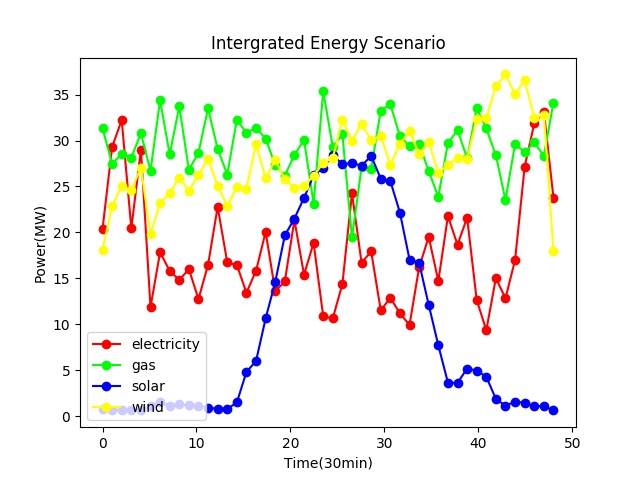 Intergrated Energy Scenario
Power(MW)
35
30
25
20
15
10
5
0
electricity
gas
solar
wind
0 10 20 30 40 50
Time(30min)